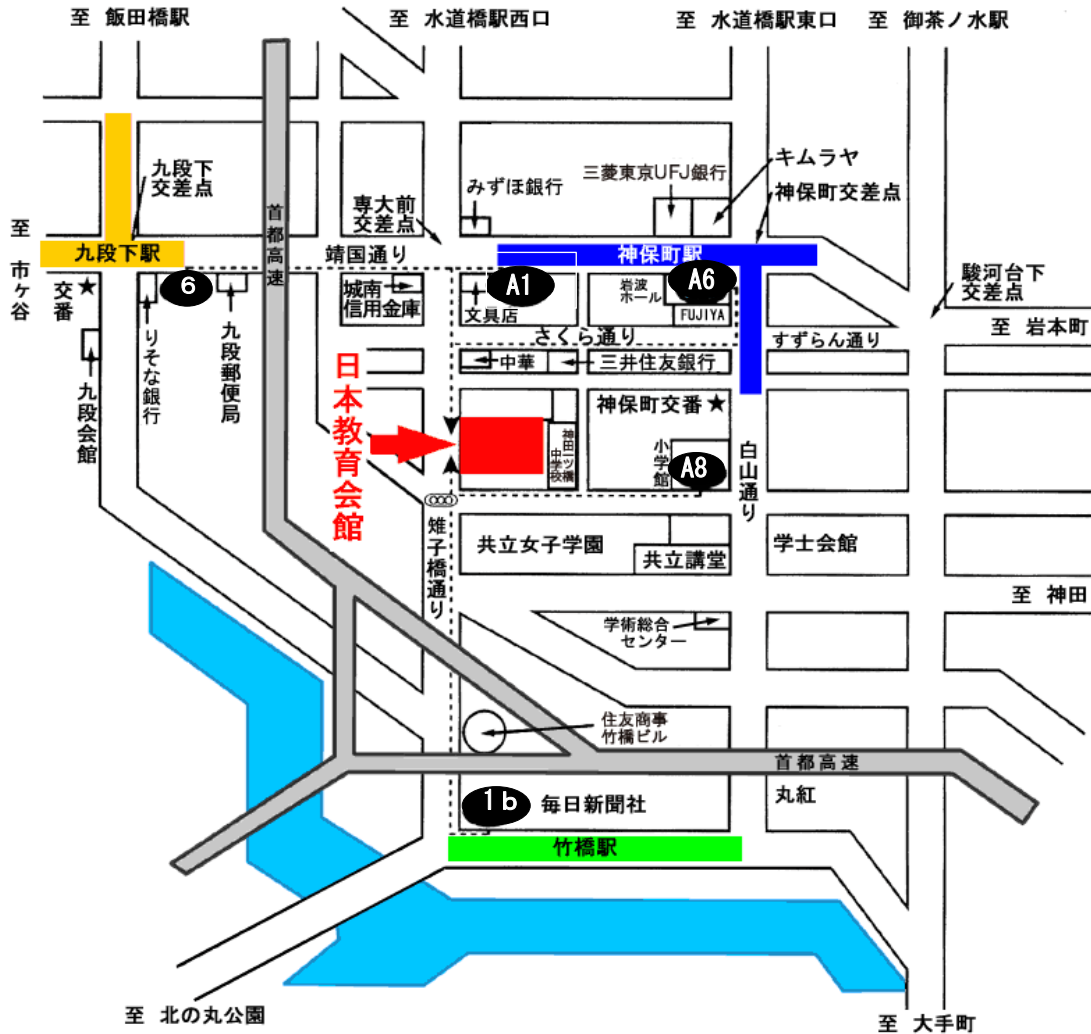 至 飯田橋駅
至 水道橋駅西口
至 水道橋駅東口
至 御茶ノ水駅
九段下
交差点
首都高速
専大前
交差点
みずほ銀行
三菱東京UFJ銀行
キムラヤ
神保町交差点
至 市ヶ谷
九段下駅
靖国通り
神保町駅
交番
6
城南
信用金庫
A1
文具店
岩波
ホール
A6
FUJIYA
駿河台下
交差点
至 岩本町
さくら通り
すずらん通り
九段会館
りそな銀行
九段郵便局
日本教育会館
中華
三井住友銀行
神田一ツ橋
中学校
神保町交番
小学館
A8
白山通り
雉子橋通り
共立女子学園
共立講堂
学士会館
至 神田
学術総合
センター
住友商事
竹橋ビル
首都高速
1b
毎日新聞社
丸紅
竹橋駅
至 北の丸公園
至 大手町